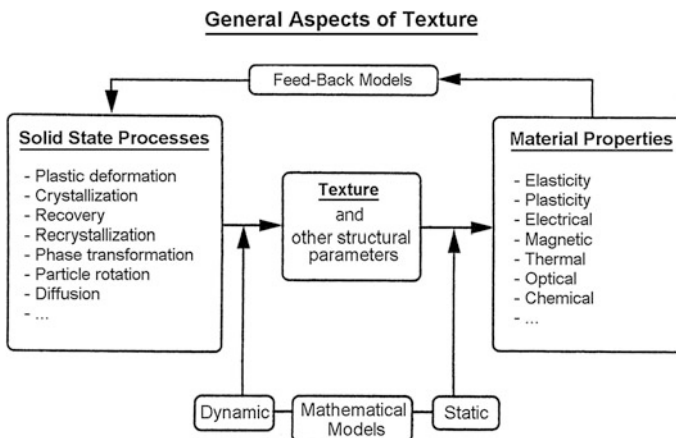 General Aspects of Texture
Feed-Back Models
Solid State Processes
- Plastic deformation
- Crystallization
- Recovery
- Recrystallization
- Phase transformation
- Particle rotation
- Diffusion
- ...
Texture
and
other structural
parameters
Material Properties
- Elasticity
- Plasticity
- Electrical
- Magnetic
- Thermal
- Optical
- Chemical
- ...
Dynamic
Mathematical
Models
Static